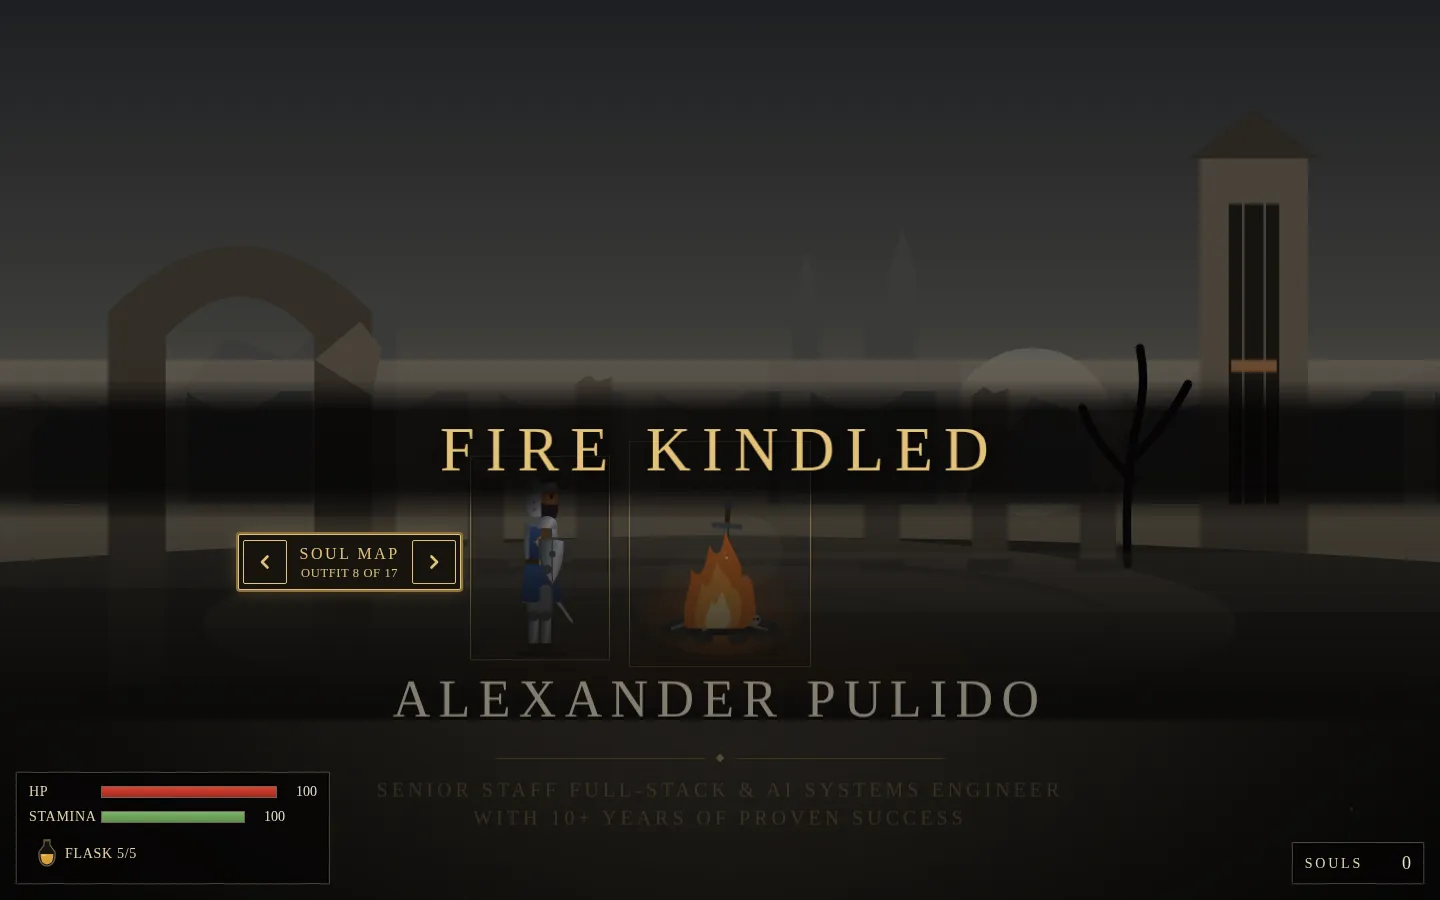 FIRE KINDLED
SOUL MAP
OUTFIT 8 OF 17
ALEXANDER PULIDO
SENIOR STAFF FULL-STACK & AI SYSTEMS ENGINEER
WITH 10+ YEARS OF PROVEN SUCCESS
HP 100
STAMINA 100
FLASK 5/5
SOULS 0